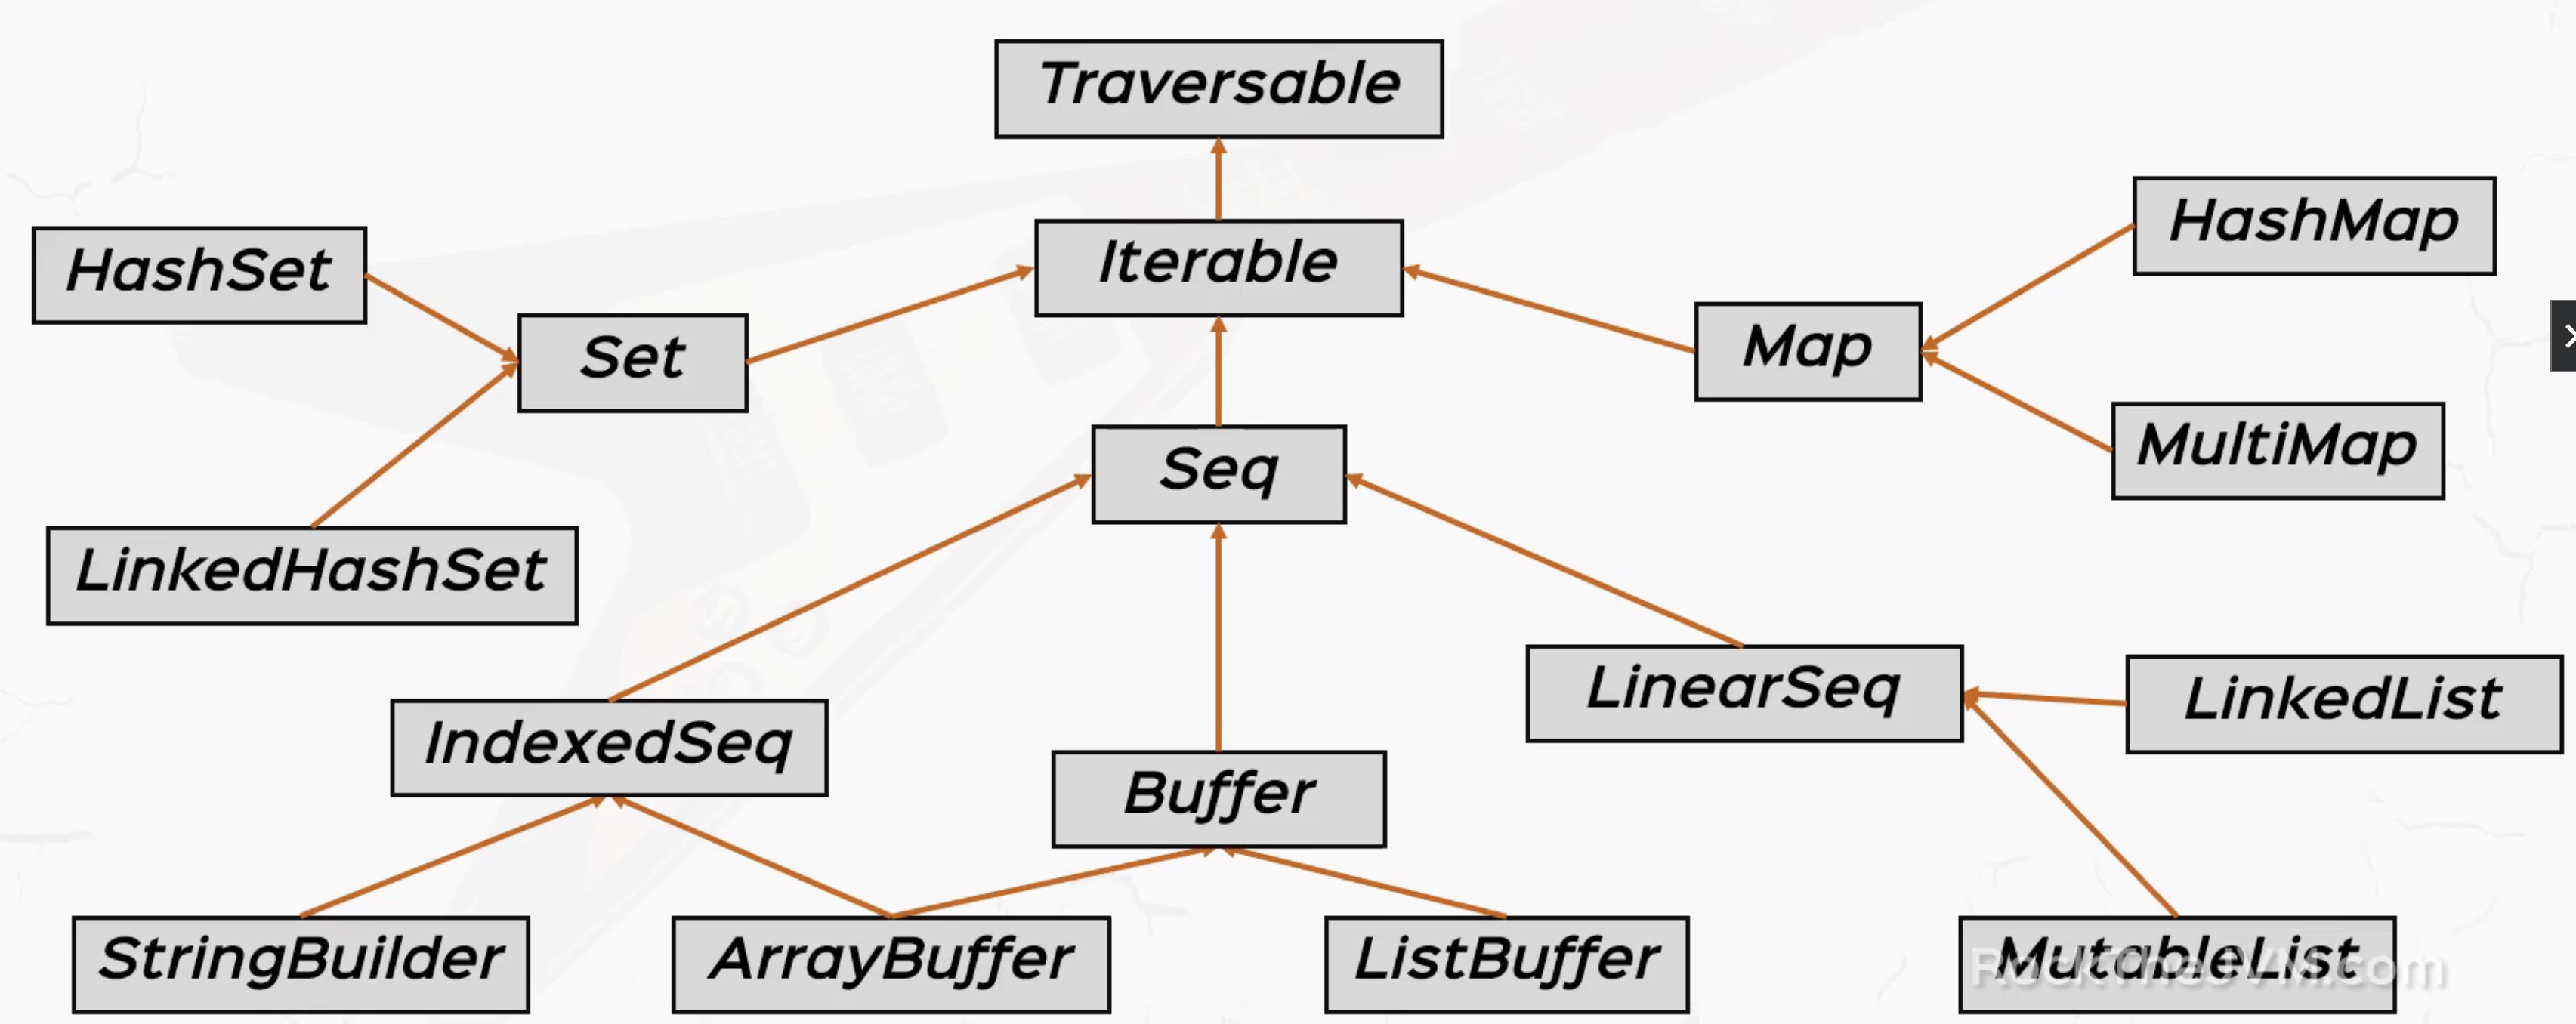 Traversable
HashMap
HashSet
Iterable
Set
Map
MultiMap
Seq
LinkedHashSet
LinearSeq
LinkedList
IndexedSeq
Buffer
StringBuilder
ArrayBuffer
ListBuffer
MutableList
RockTheJVM.com